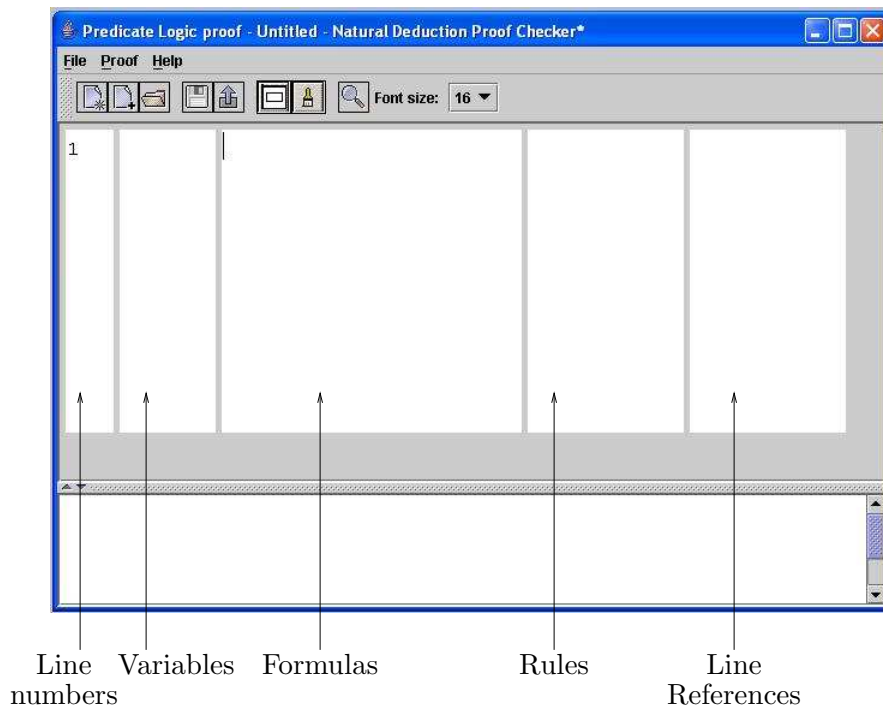 Predicate Logic proof - Untitled - Natural Deduction Proof Checker*
File Proof Help
Font size: 16
1
Line Variables Formulas Rules Line
numbers References